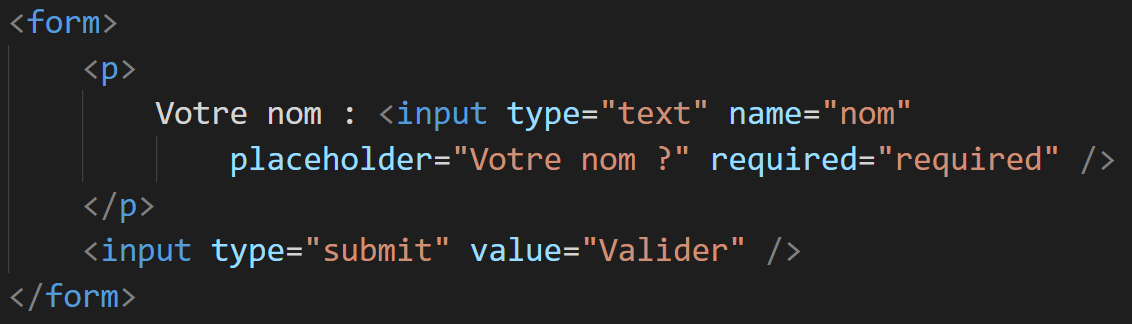 <form>
<p>
Votre nom : <input type="text" name="nom"
placeholder="Votre nom ?" required="required" />
</p>
<input type="submit" value="Valider" />
</form>